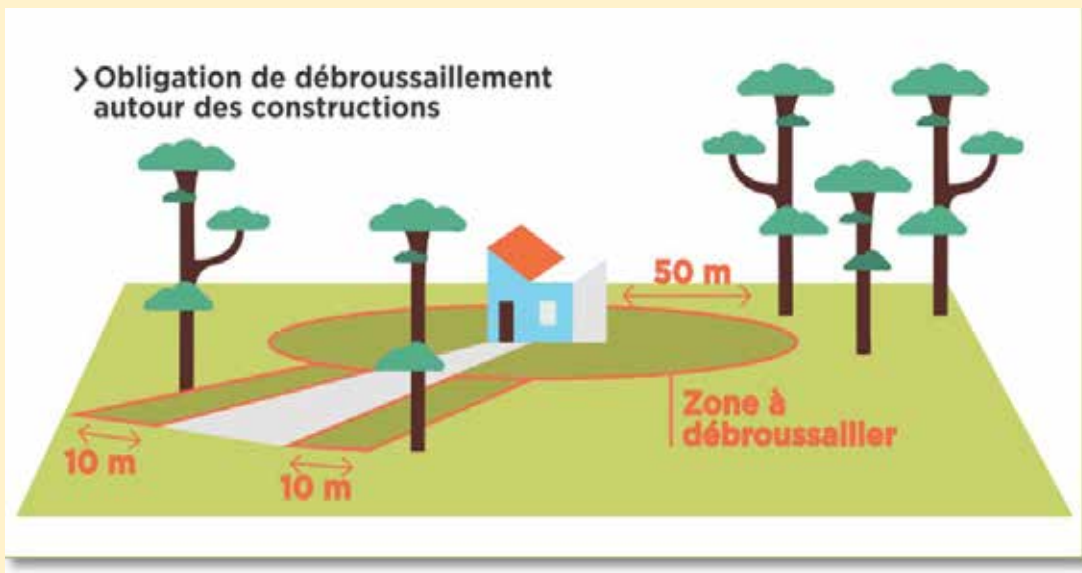 > Obligation de débroussaillement
autour des constructions
50 m
Zone à
débroussailler
10 m
10 m